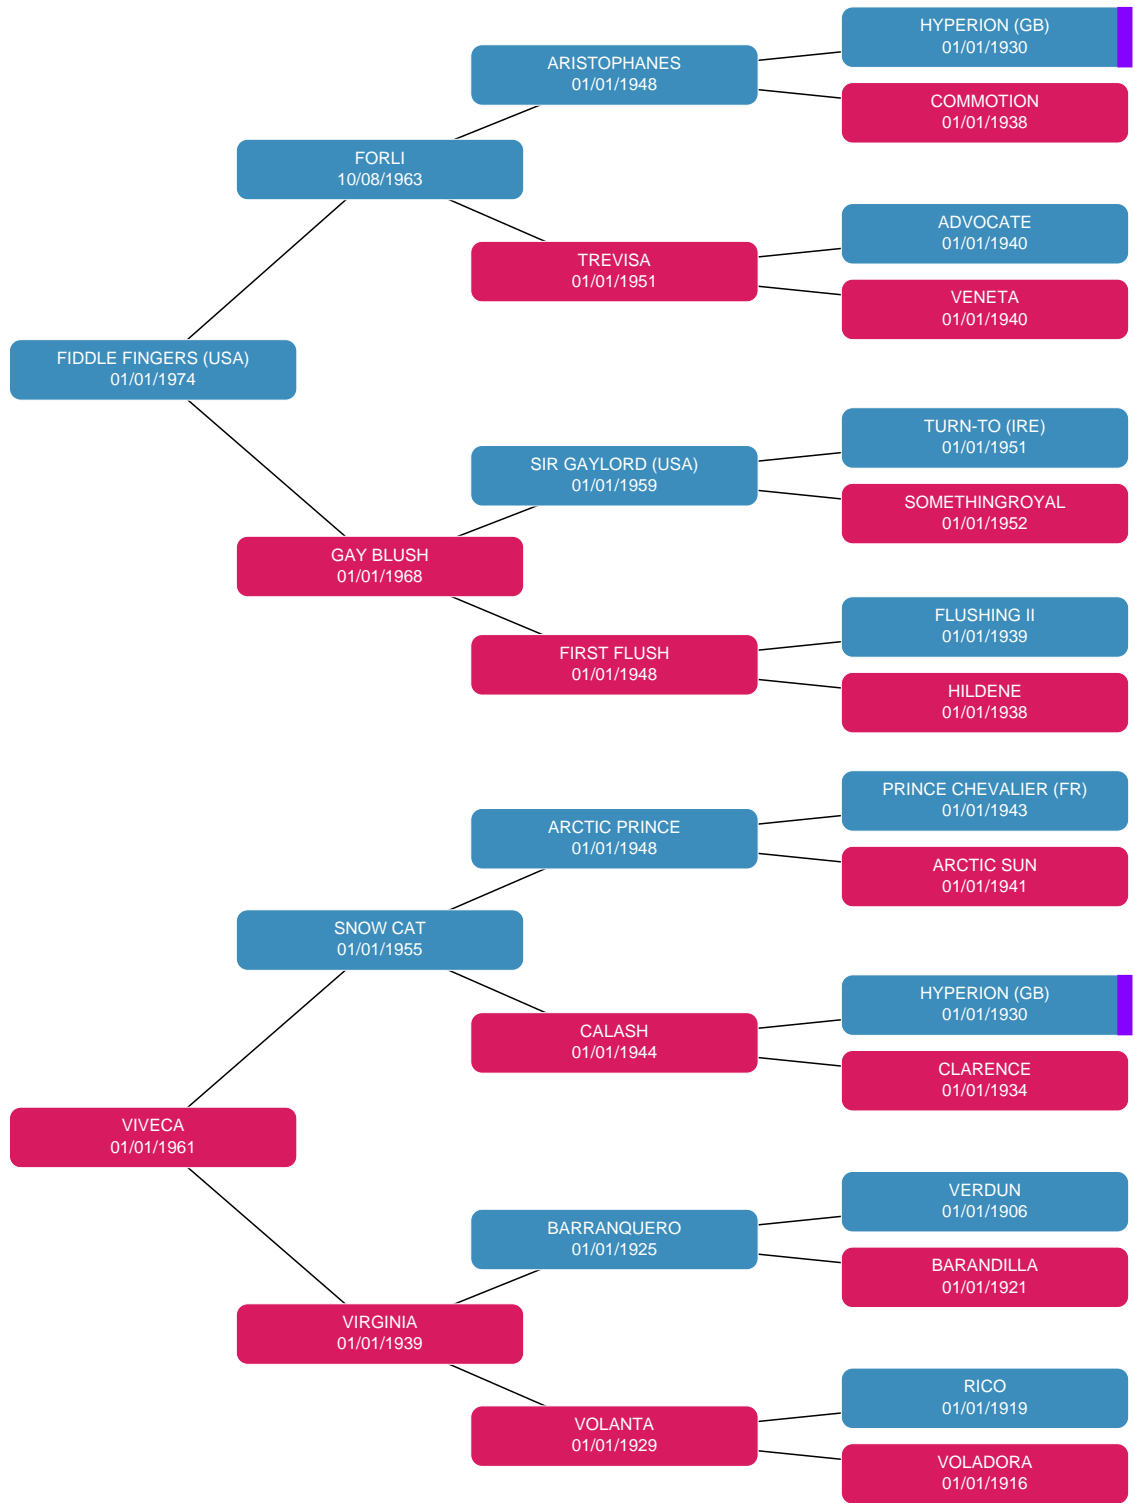 HYPERION (GB)
01/01/1930
ARISTOPHANES
01/01/1948
COMMOTION
01/01/1938
FORLI
10/08/1963
ADVOCATE
01/01/1940
TREVISA
01/01/1951
VENETA
01/01/1940
FIDDLE FINGERS (USA)
01/01/1974
TURN-TO (IRE)
01/01/1951
SIR GAYLORD (USA)
01/01/1959
SOMETHINGROYAL
01/01/1952
GAY BLUSH
01/01/1968
FLUSHING II
01/01/1939
FIRST FLUSH
01/01/1948
HILDENE
01/01/1938
PRINCE CHEVALIER (FR)
01/01/1943
ARCTIC PRINCE
01/01/1948
ARCTIC SUN
01/01/1941
SNOW CAT
01/01/1955
HYPERION (GB)
01/01/1930
CALASH
01/01/1944
CLARENCE
01/01/1934
VIVECA
01/01/1961
VERDUN
01/01/1906
BARRANQUERO
01/01/1925
BARANDILLA
01/01/1921
VIRGINIA
01/01/1939
RICO
01/01/1919
VOLANTA
01/01/1929
VOLADORA
01/01/1916